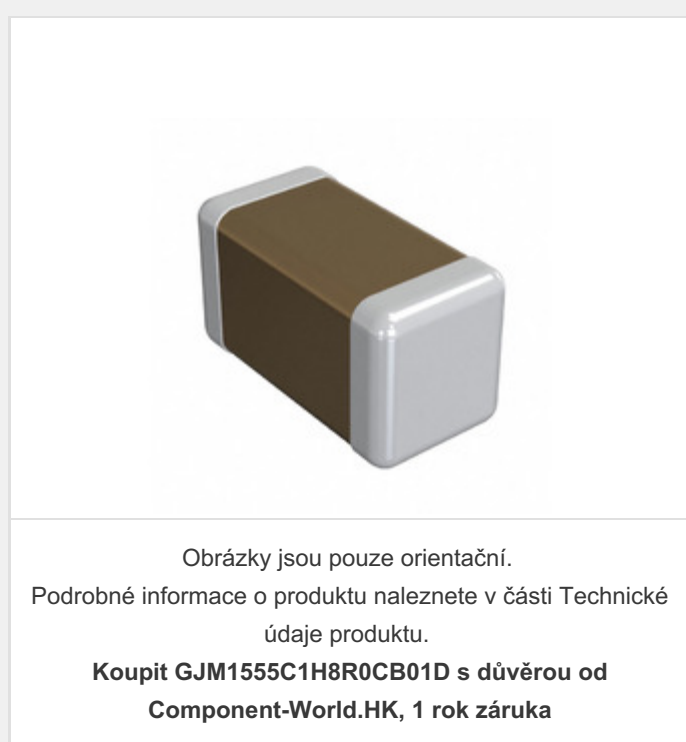 Obrázky jsou pouze orientační.
Podrobné informace o produktu naleznete v části Technické
údaje produktu.
Koupit GJM1555C1H8R0CB01D s důvěrou od
Component-World.HK, 1 rok záruka